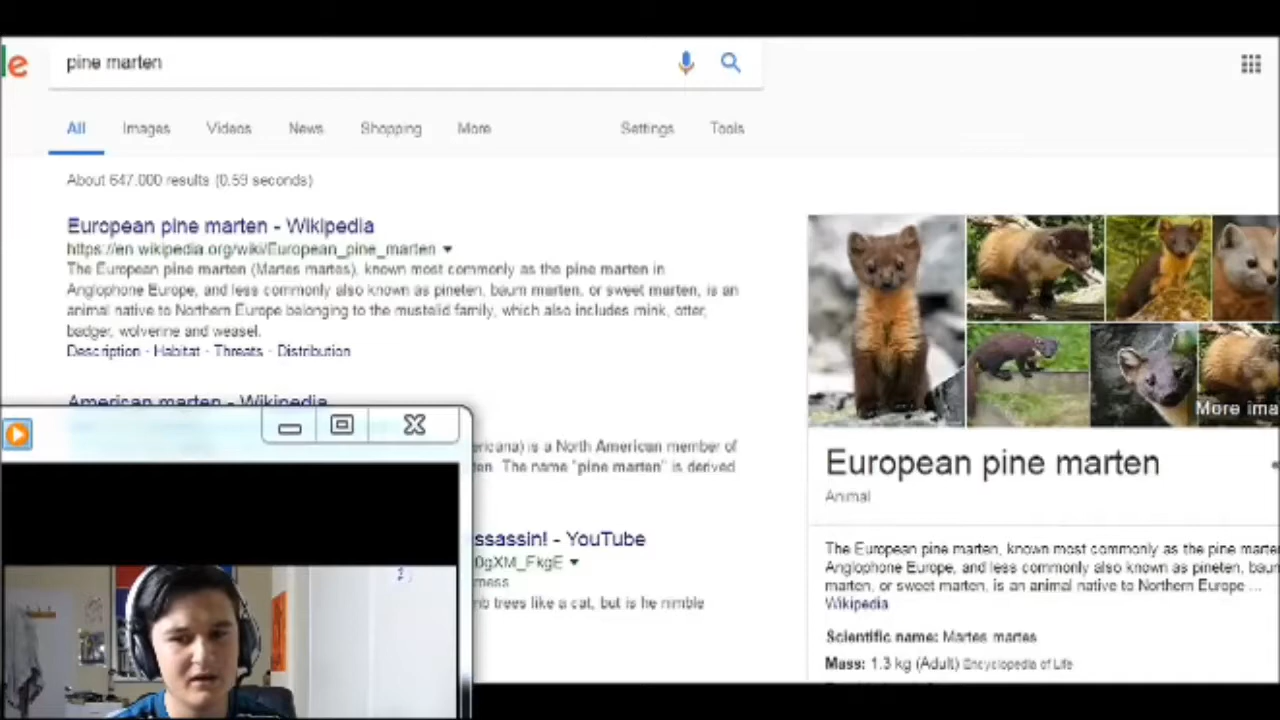 e pine marten
All Images Videos News Shopping More Settings Tools
About 647,000 results (0.59 seconds)
European pine marten - Wikipedia
https://en.wikipedia.org/wiki/European_pine_marten
The European pine marten (Martes martes), known most commonly as the pine marten in
Anglophone Europe, and less commonly also known as pineten, baum marten, or sweet marten, is an
animal native to Northern Europe belonging to the mustelid family, which also includes mink, otter,
badger, wolverine and weasel.
Description · Habitat · Threats · Distribution
American marten - Wikipedia
ericana) is a North American member of
ten. The name "pine marten" is derived
ssassin! - YouTube
0gXM_FkgE
mess
mb trees like a cat, but is he nimble
More ima
European pine marten
Animal
The European pine marten, known most commonly as the pine marte
Anglophone Europe, and less commonly also known as pineten, baum
marten, or sweet marten, is an animal native to Northern Europe ...
Wikipedia
Scientific name: Martes martes
Mass: 1.3 kg (Adult) Encyclopedia of Life